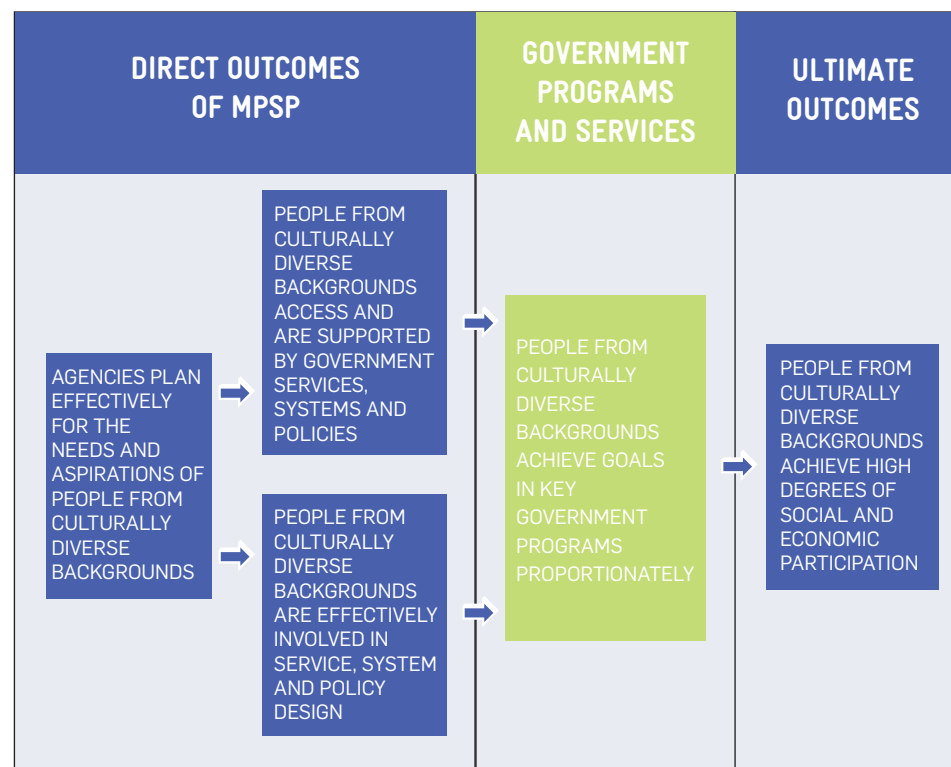 DIRECT OUTCOMES
OF MPSP
GOVERNMENT
PROGRAMS
AND SERVICES
ULTIMATE
OUTCOMES
AGENCIES PLAN
EFFECTIVELY
FOR THE
NEEDS AND
ASPIRATIONS OF
PEOPLE FROM
CULTURALLY
DIVERSE
BACKGROUNDS
PEOPLE FROM
CULTURALLY
DIVERSE
BACKGROUNDS
ACCESS AND
ARE SUPPORTED
BY GOVERNMENT
SERVICES,
SYSTEMS AND
POLICIES
PEOPLE FROM
CULTURALLY
DIVERSE
BACKGROUNDS
ARE EFFECTIVELY
INVOLVED IN
SERVICE, SYSTEM
AND POLICY
DESIGN
PEOPLE FROM
CULTURALLY
DIVERSE
BACKGROUNDS
ACHIEVE GOALS
IN KEY
GOVERNMENT
PROGRAMS
PROPORTIONATELY
PEOPLE FROM
CULTURALLY
DIVERSE
BACKGROUNDS
ACHIEVE HIGH
DEGREES OF
SOCIAL AND
ECONOMIC
PARTICIPATION